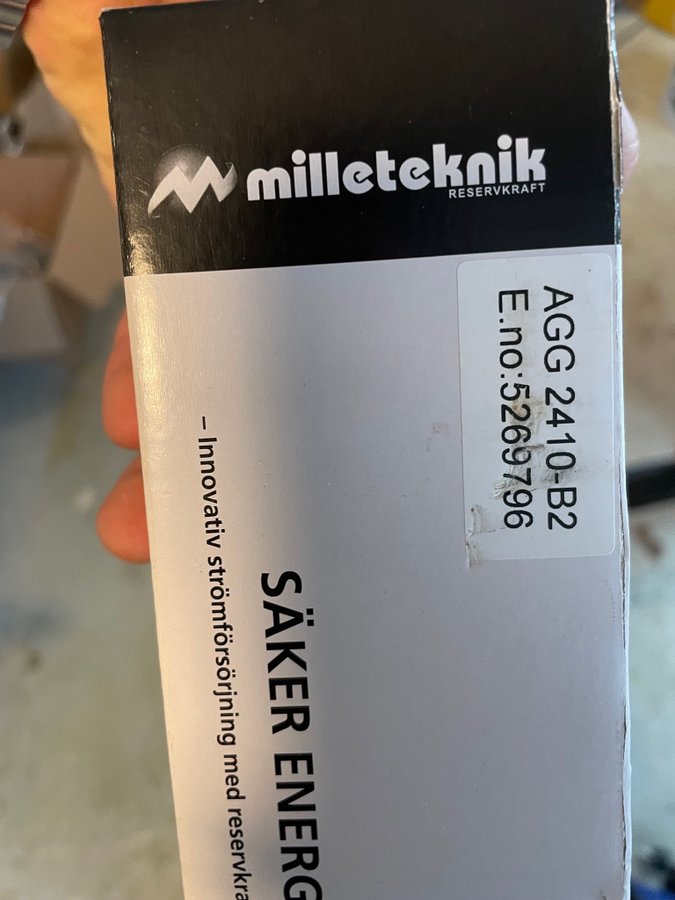 milleteknik
RESERVKRAFT
AGG 2410-B2
E.no:5269796
SÄKER ENERG
– Innovativ strömförsörjning med reservkra